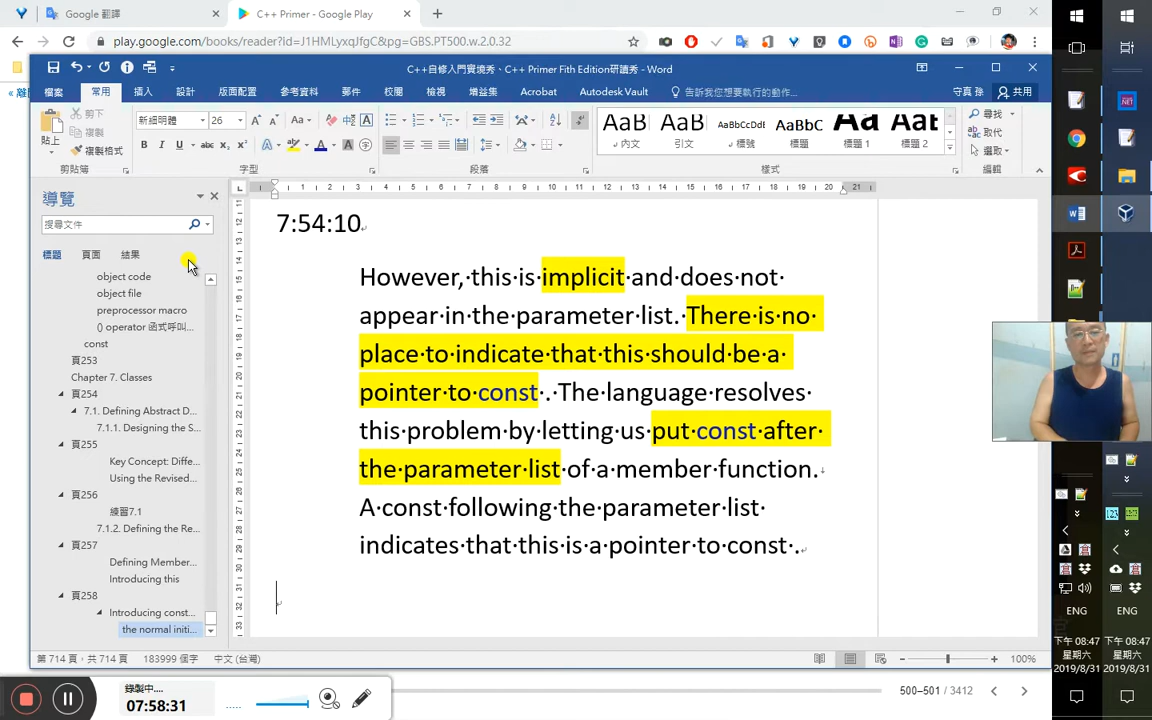 Google 翻譯
C++ Primer - Google Play
play.google.com/books/reader?id=J1HMLyxqJfgC&pg=GBS.PT500.w.2.0.32
C++自修入門實境秀、C++ Primer Fith Edition研讀秀 - Word
檔案
常用
插入
設計
版面配置
參考資料
郵件
校閱
檢視
增益集
Acrobat
Autodesk Vault
告訴我您想要執行的動作...
守真 孫
共用
貼上
剪下
複製
複製格式
剪貼簿
新細明體
26
字型
段落
AaB
內文
AaB
引文
AaBbCcDdE
標號
AaBbC
標題
Aa
標題 1
Aat
標題 2
樣式
尋找
取代
選取
編輯
導覽
搜尋文件
標題
頁面
結果
object code
object file
preprocessor macro
() operator 函式呼叫...
const
頁253
Chapter 7. Classes
頁254
7.1. Defining Abstract D...
7.1.1. Designing the S...
頁255
Key Concept: Diffe...
Using the Revised...
頁256
練習7.1
7.1.2. Defining the Re...
頁257
Defining Member...
Introducing this
頁258
Introducing const...
the normal initi...
7:54:10
However, this is implicit and does not
appear in the parameter list. There is no
place to indicate that this should be a
pointer to const . The language resolves
this problem by letting us put const after
the parameter list of a member function.
A const following the parameter list
indicates that this is a pointer to const .
第 714 頁，共 714 頁
183999 個字
中文 (台灣)
100%
錄製中...
07:58:31
500–501 / 3412
ENG
下午 08:47
星期六
2019/8/31
ENG
下午 08:47
星期六
2019/8/31